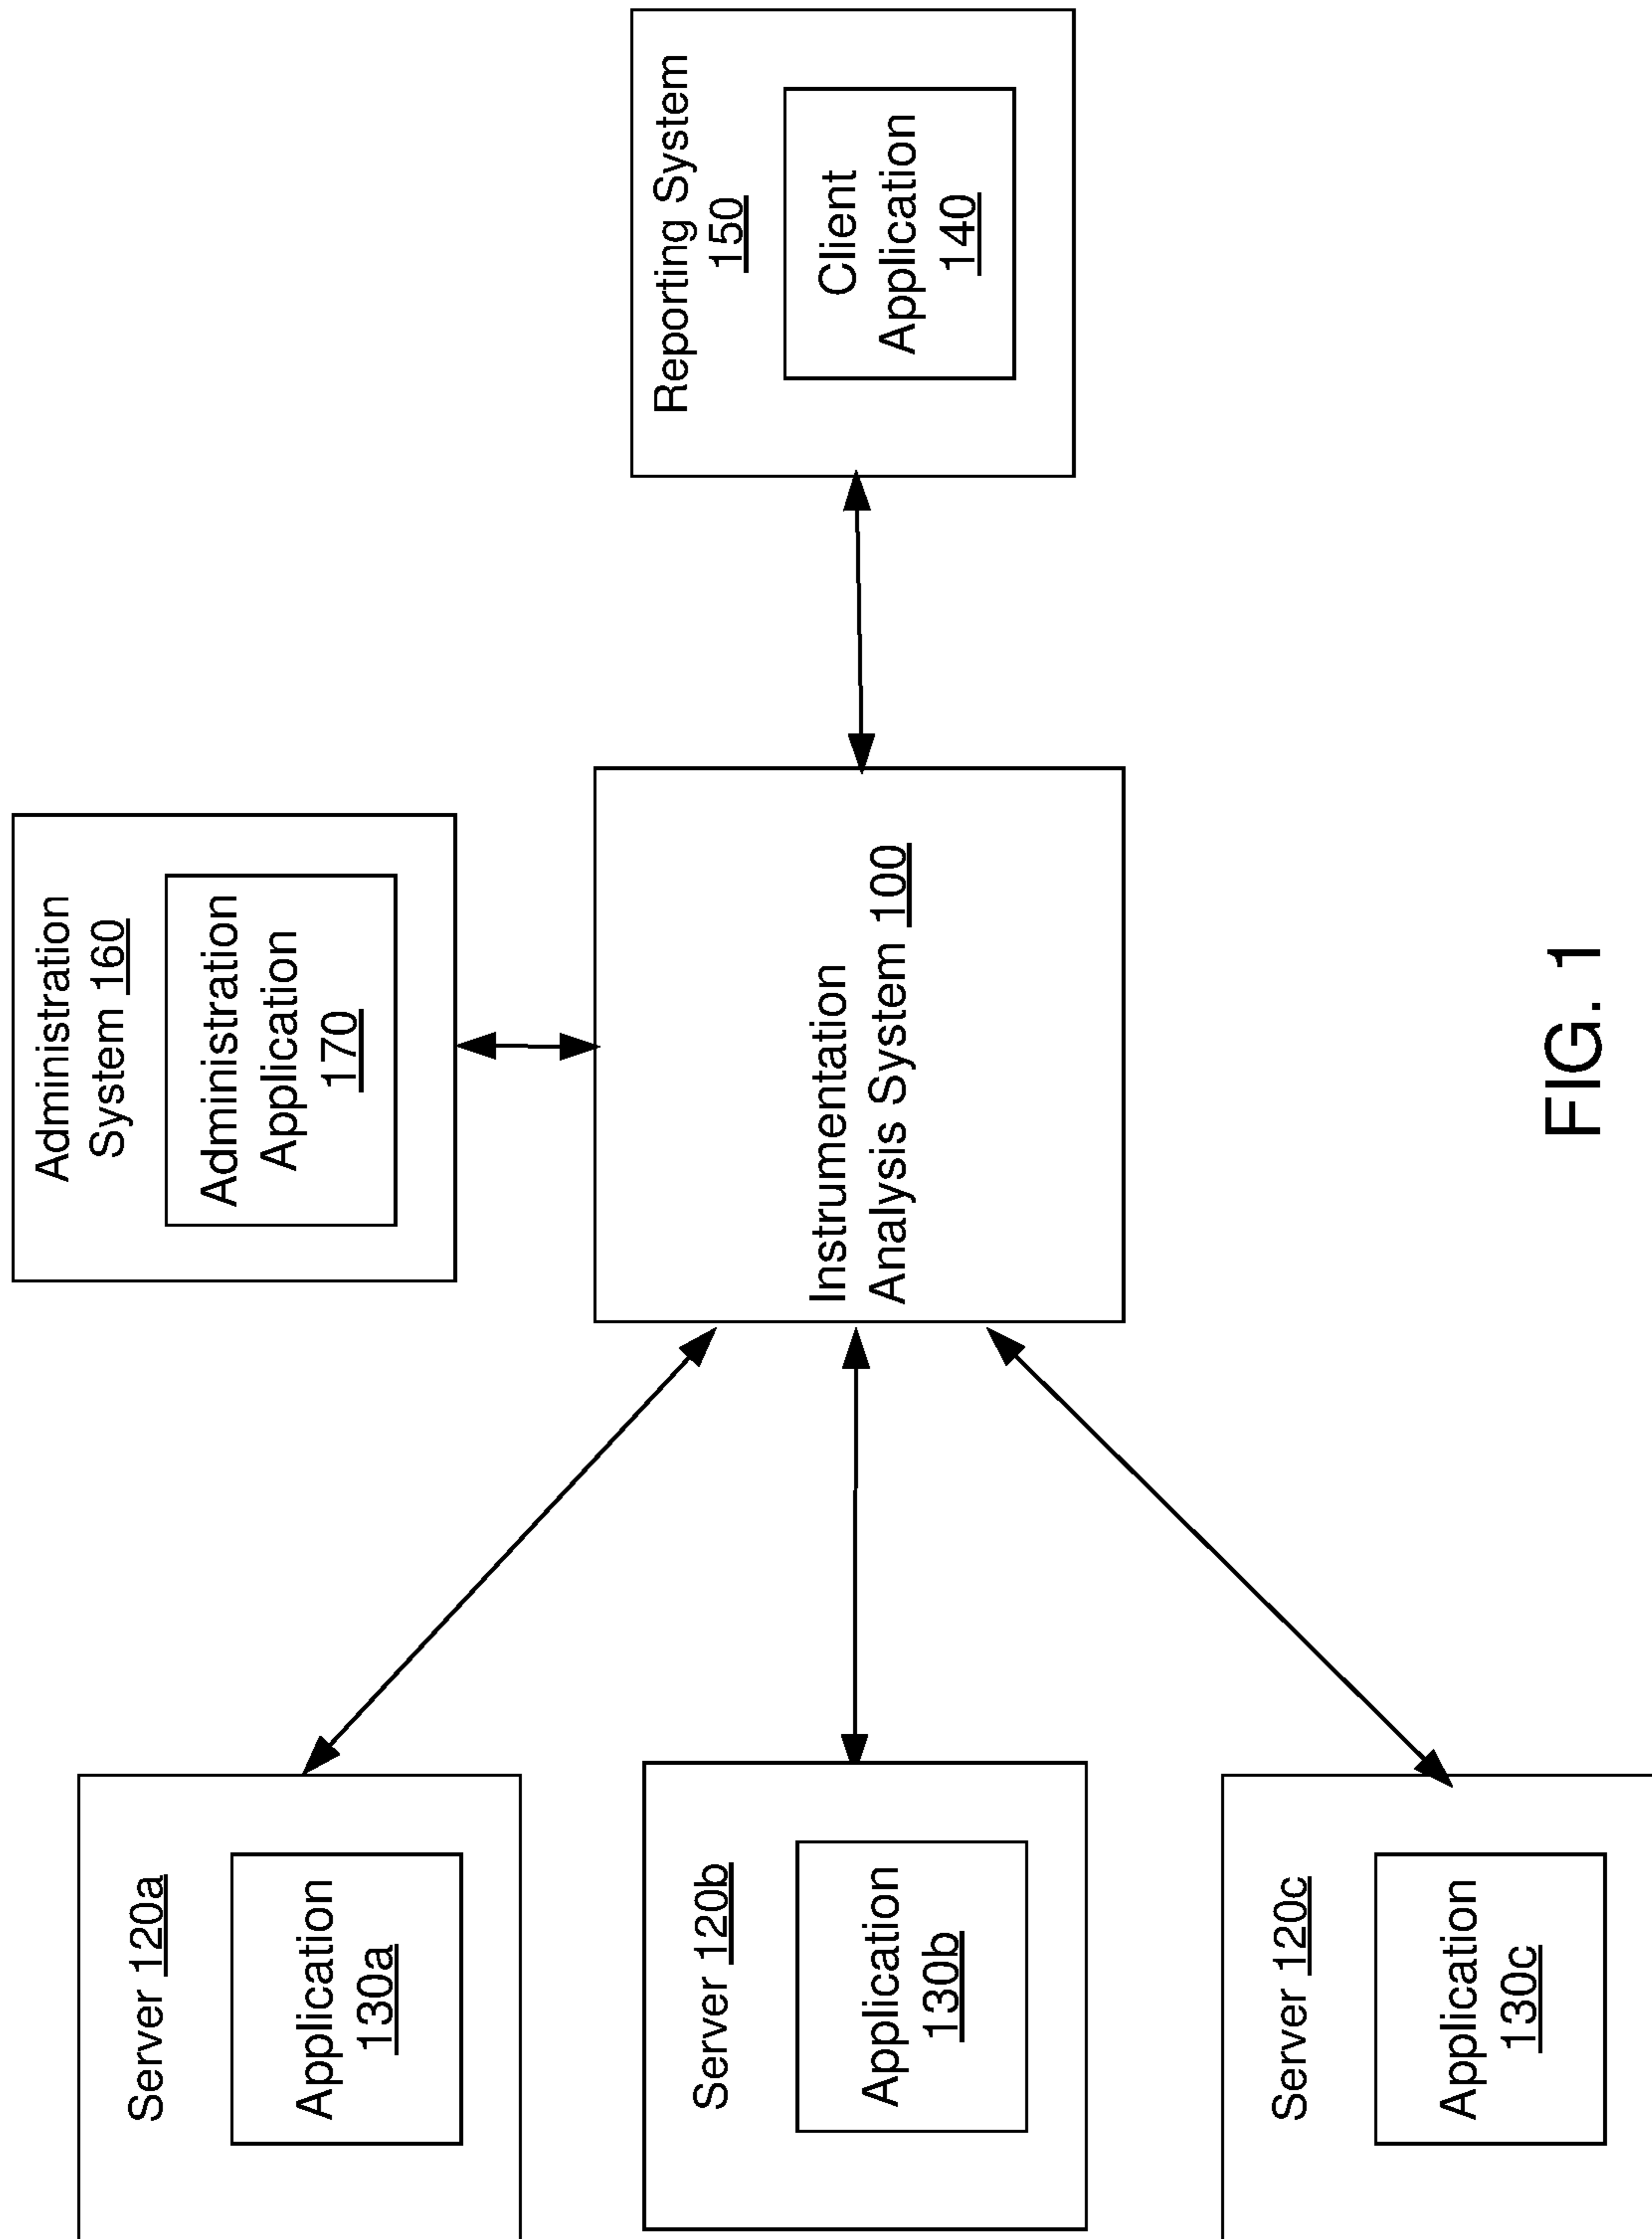 Administration
System 160
Administration
Application
170
Server 120a
Application
130a
Server 120b
Application
130b
Server 120c
Application
130c
Instrumentation
Analysis System 100
Reporting System
150
Client
Application
140
FIG. 1